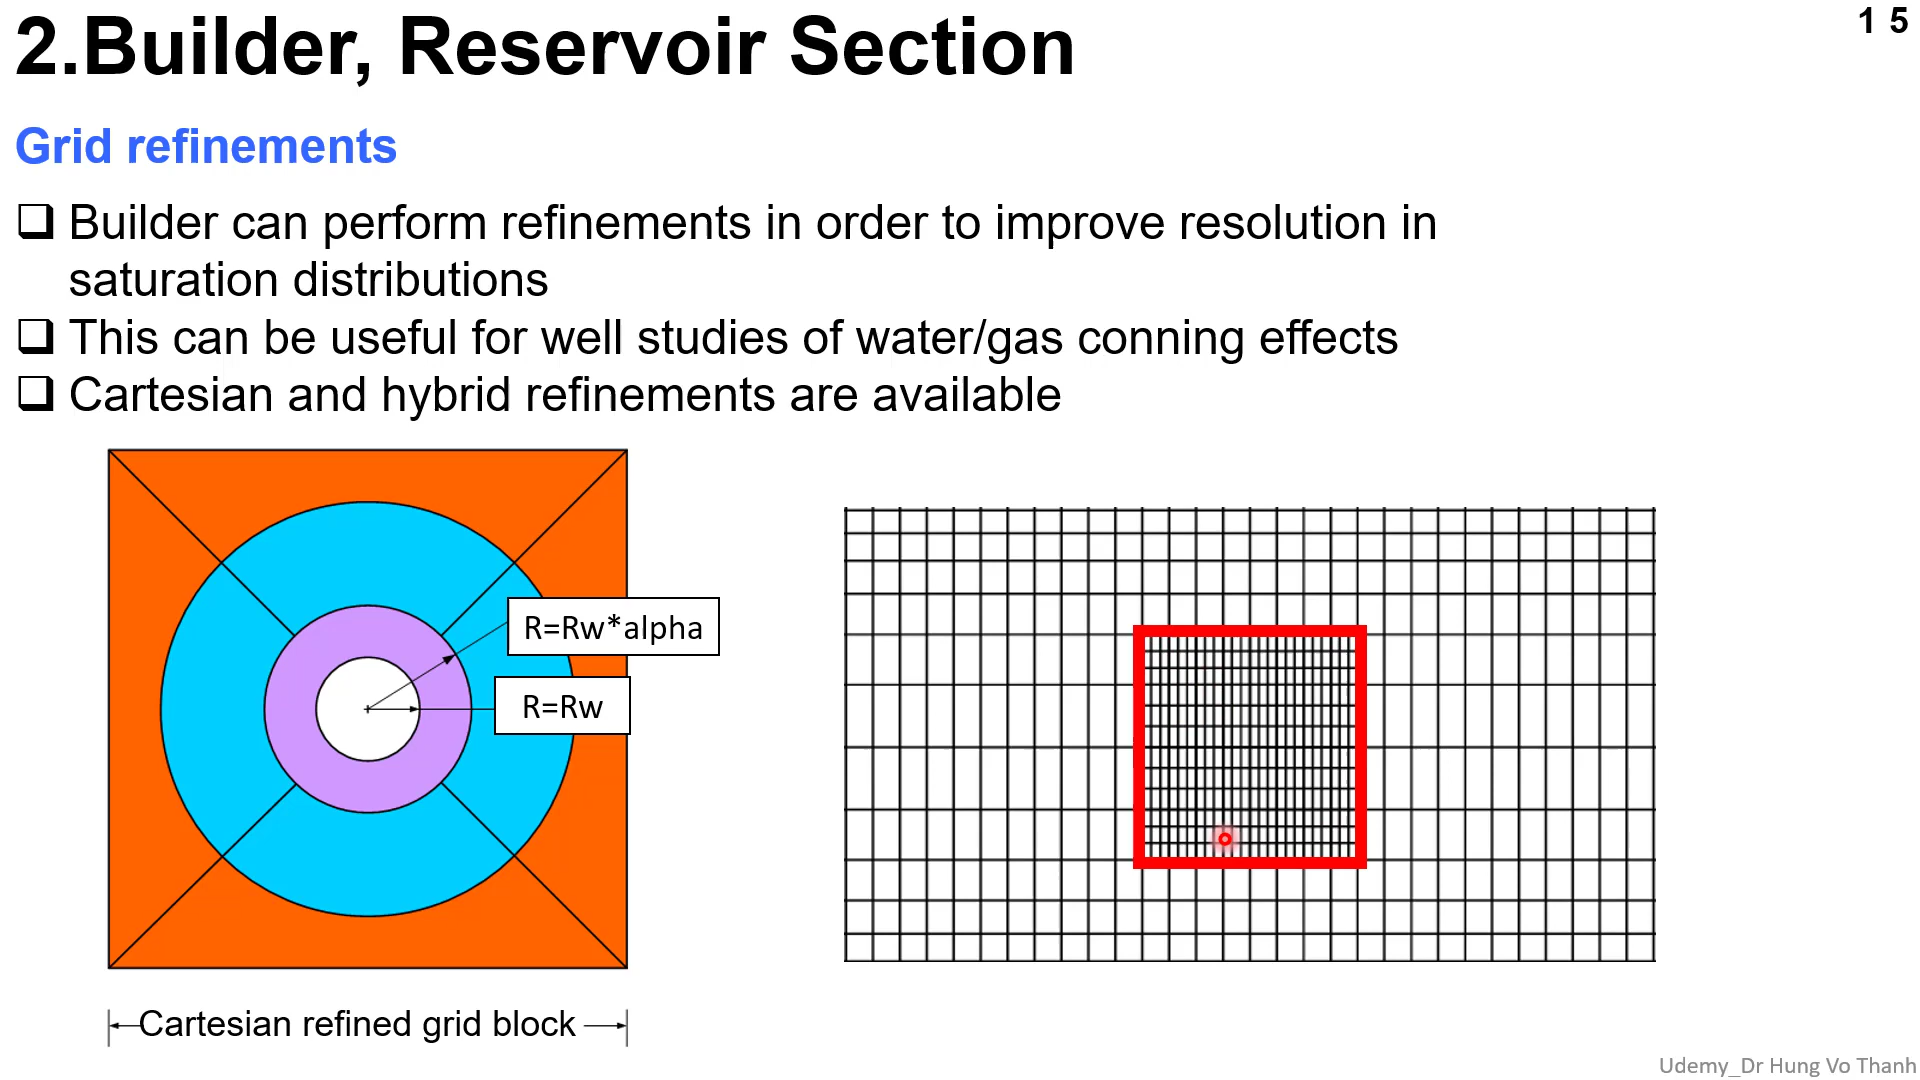 2.Builder, Reservoir Section
1 5
Grid refinements
❑ Builder can perform refinements in order to improve resolution in
saturation distributions
❑ This can be useful for well studies of water/gas conning effects
❑ Cartesian and hybrid refinements are available
R=Rw*alpha
R=Rw
Cartesian refined grid block
Udemy_Dr Hung Vo Thanh